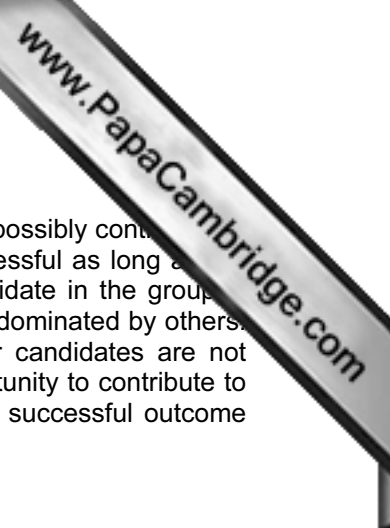 www.PapaCambridge.com
possibly
essful as long
idate in the group
dominated by others.
r candidates are not
tunity to contribute to
successful outcome